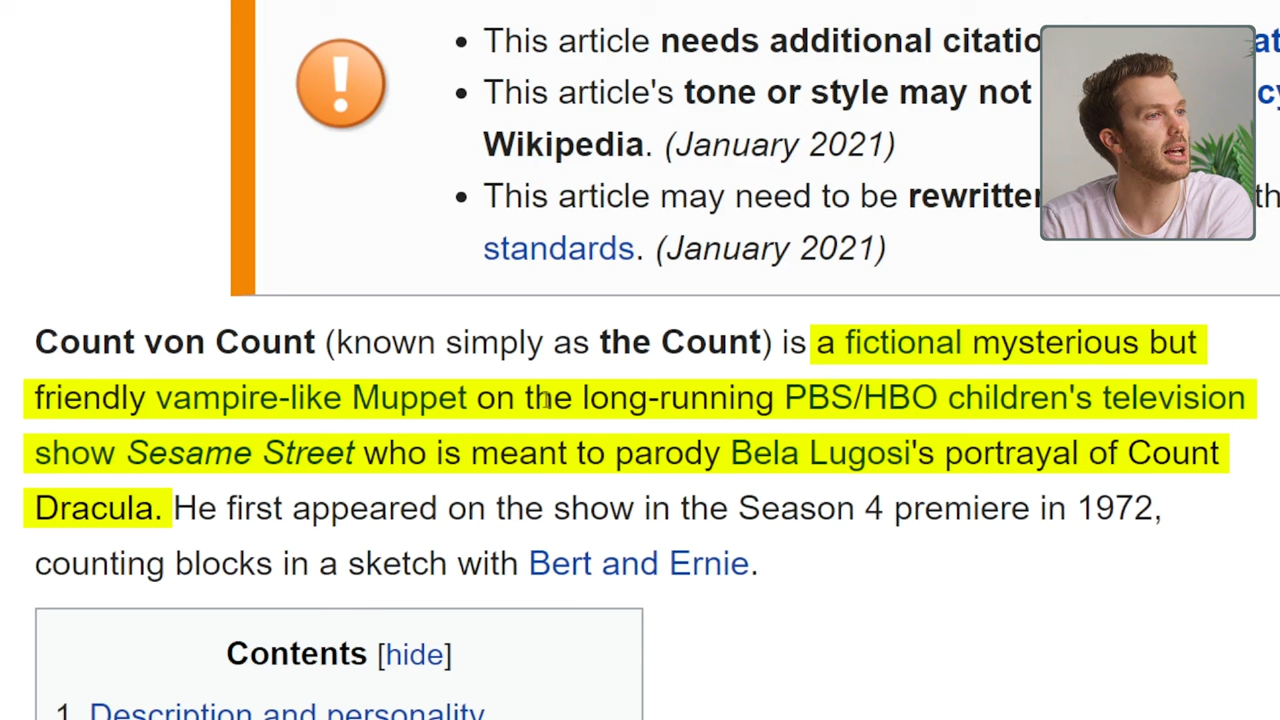 This article needs additional citatio
This article's tone or style may not
Wikipedia. (January 2021)
This article may need to be rewritten
standards. (January 2021)
Count von Count (known simply as the Count) is a fictional mysterious but
friendly vampire-like Muppet on the long-running PBS/HBO children's television
show Sesame Street who is meant to parody Bela Lugosi's portrayal of Count
Dracula. He first appeared on the show in the Season 4 premiere in 1972,
counting blocks in a sketch with Bert and Ernie.
Contents [hide]
1 Description and personality